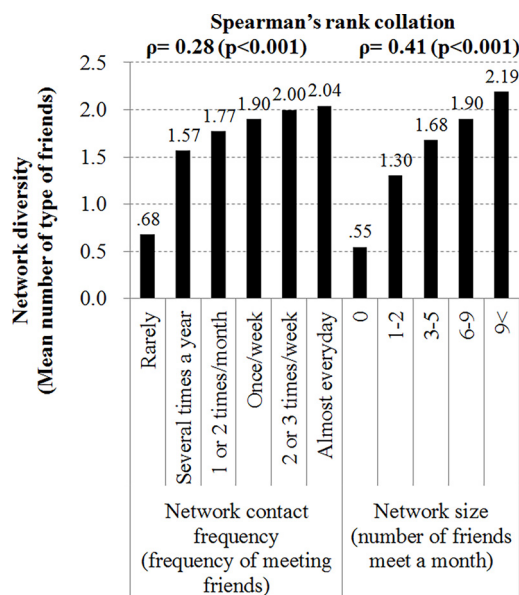 Spearman's rank collation
ρ= 0.28 (p<0.001) ρ= 0.41 (p<0.001)
Network diversity
(Mean number of type of friends)
2.5
2.0
1.5
1.0
0.5
0.0
.68
1.57
1.77
1.90
2.00
2.04
.55
1.30
1.68
1.90
2.19
Rarely
Several times a year
1 or 2 times/month
Once/week
2 or 3 times/week
Almost everyday
0
1-2
3-5
6-9
9<
Network contact
frequency
(frequency of meeting
friends)
Network size
(number of friends
meet a month)